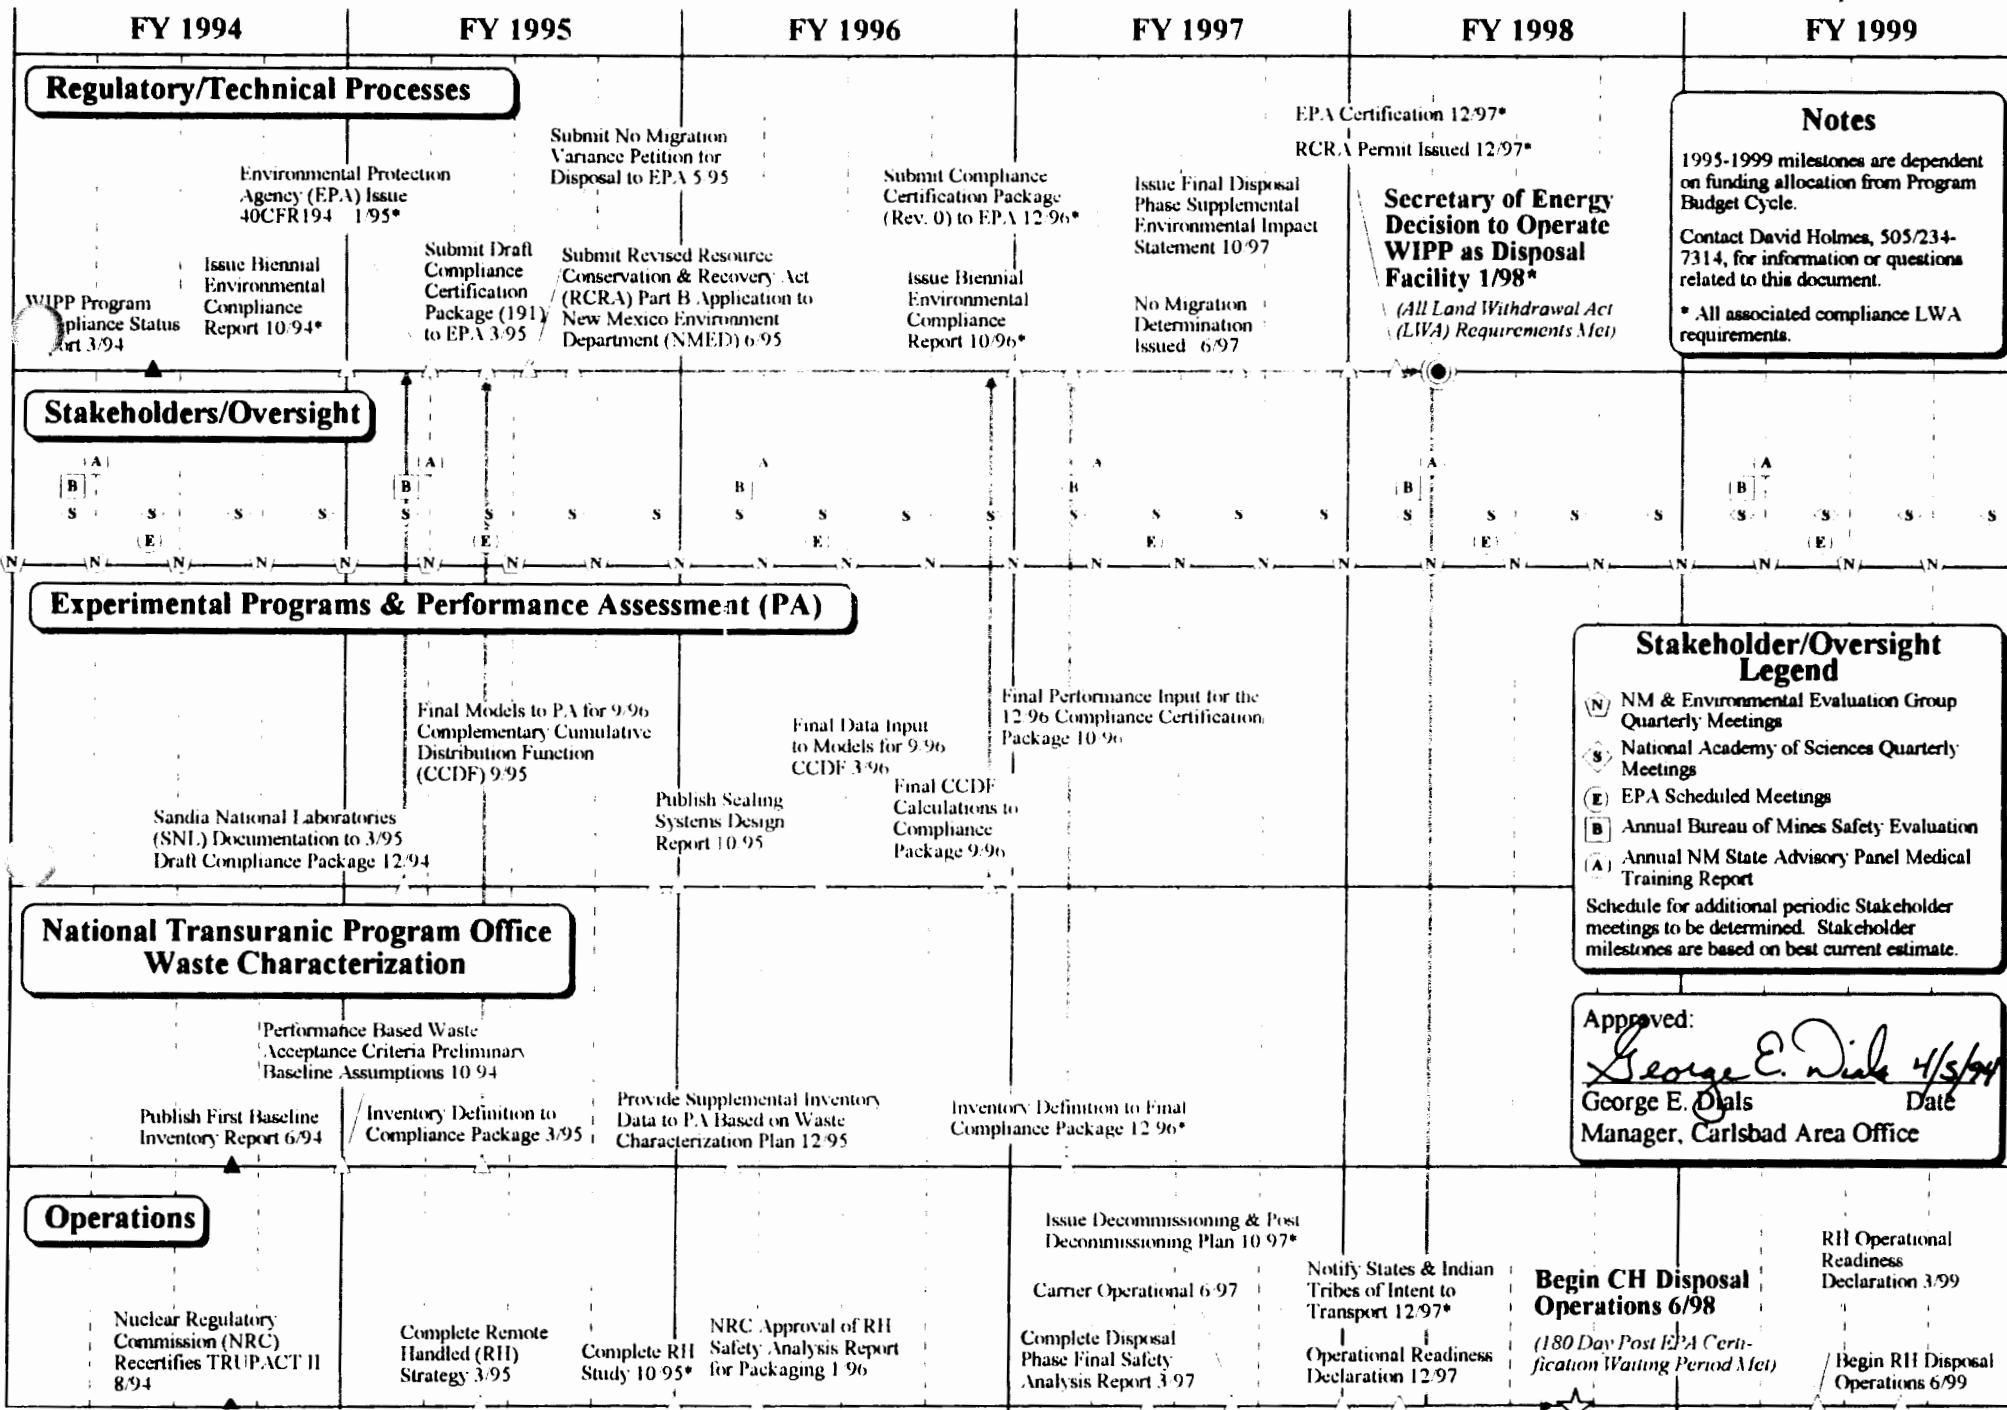 FY 1994
FY 1995
FY 1996
FY 1997
FY 1998
FY 1999
Regulatory/Technical Processes
WIPP Program
pliance Status
ort 3/94
Issue Biennial
Environmental
Compliance
Report 10/94*
Environmental Protection
Agency (EPA) Issue
40CFR194 1/95*
Submit Draft
Compliance
Certification
Package (191)
to EPA 3/95
Submit No Migration
Variance Petition for
Disposal to EPA 5 95
Submit Revised Resource
Conservation & Recovery Act
(RCRA) Part B Application to
New Mexico Environment
Department (NMED) 6/95
Submit Compliance
Certification Package
(Rev. 0) to EPA 12 96*
Issue Biennial
Environmental
Compliance
Report 10/96*
Issue Final Disposal
Phase Supplemental
Environmental Impact
Statement 10/97
No Migration
Determination
Issued 6/97
EPA Certification 12/97*
RCRA Permit Issued 12/97*
Secretary of Energy
Decision to Operate
WIPP as Disposal
Facility 1/98*
(All Land Withdrawal Act
(LWA) Requirements Met)
Notes
1995-1999 milestones are dependent
on funding allocation from Program
Budget Cycle.
Contact David Holmes, 505/234-
7314, for information or questions
related to this document.
* All associated compliance LWA
requirements.
Stakeholders/Oversight
A A A A A A
B B B B B B
S S S S S S S S S S S S S S S S S S S S S S S S
E E E E E E
N N N N N N N N N N N N N N N N N N N N N N N N
Experimental Programs & Performance Assessment (PA)
Sandia National Laboratories
(SNL) Documentation to 3/95
Draft Compliance Package 12/94
Final Models to PA for 9/96
Complementary Cumulative
Distribution Function
(CCDF) 9/95
Publish Sealing
Systems Design
Report 10 95
Final Data Input
to Models for 9/96
CCDF 3/96
Final CCDF
Calculations to
Compliance
Package 9/96
Final Performance Input for the
12 96 Compliance Certification
Package 10 96
Stakeholder/Oversight
Legend
N NM & Environmental Evaluation Group
Quarterly Meetings
S National Academy of Sciences Quarterly
Meetings
E EPA Scheduled Meetings
B Annual Bureau of Mines Safety Evaluation
A Annual NM State Advisory Panel Medical
Training Report
Schedule for additional periodic Stakeholder
meetings to be determined. Stakeholder
milestones are based on best current estimate.
National Transuranic Program Office
Waste Characterization
Publish First Baseline
Inventory Report 6/94
Performance Based Waste
Acceptance Criteria Preliminary
Baseline Assumptions 10 94
Inventory Definition to
Compliance Package 3/95
Provide Supplemental Inventory
Data to PA Based on Waste
Characterization Plan 12/95
Inventory Definition to Final
Compliance Package 12 96*
Approved:
George E. Dials 4/5/94
George E. Dials Date
Manager, Carlsbad Area Office
Operations
Nuclear Regulatory
Commission (NRC)
Recertifies TRUPACT II
8/94
Complete Remote
Handled (RH)
Strategy 3/95
Complete RH
Study 10 95*
NRC Approval of RH
Safety Analysis Report
for Packaging 1 96
Issue Decommissioning & Post
Decommissioning Plan 10 97*
Carrier Operational 6 97
Complete Disposal
Phase Final Safety
Analysis Report 3 97
Notify States & Indian
Tribes of Intent to
Transport 12/97*
Operational Readiness
Declaration 12/97
Begin CH Disposal
Operations 6/98
(180 Day Post EPA Certi-
fication Waiting Period Met)
RH Operational
Readiness
Declaration 3/99
Begin RH Disposal
Operations 6/99